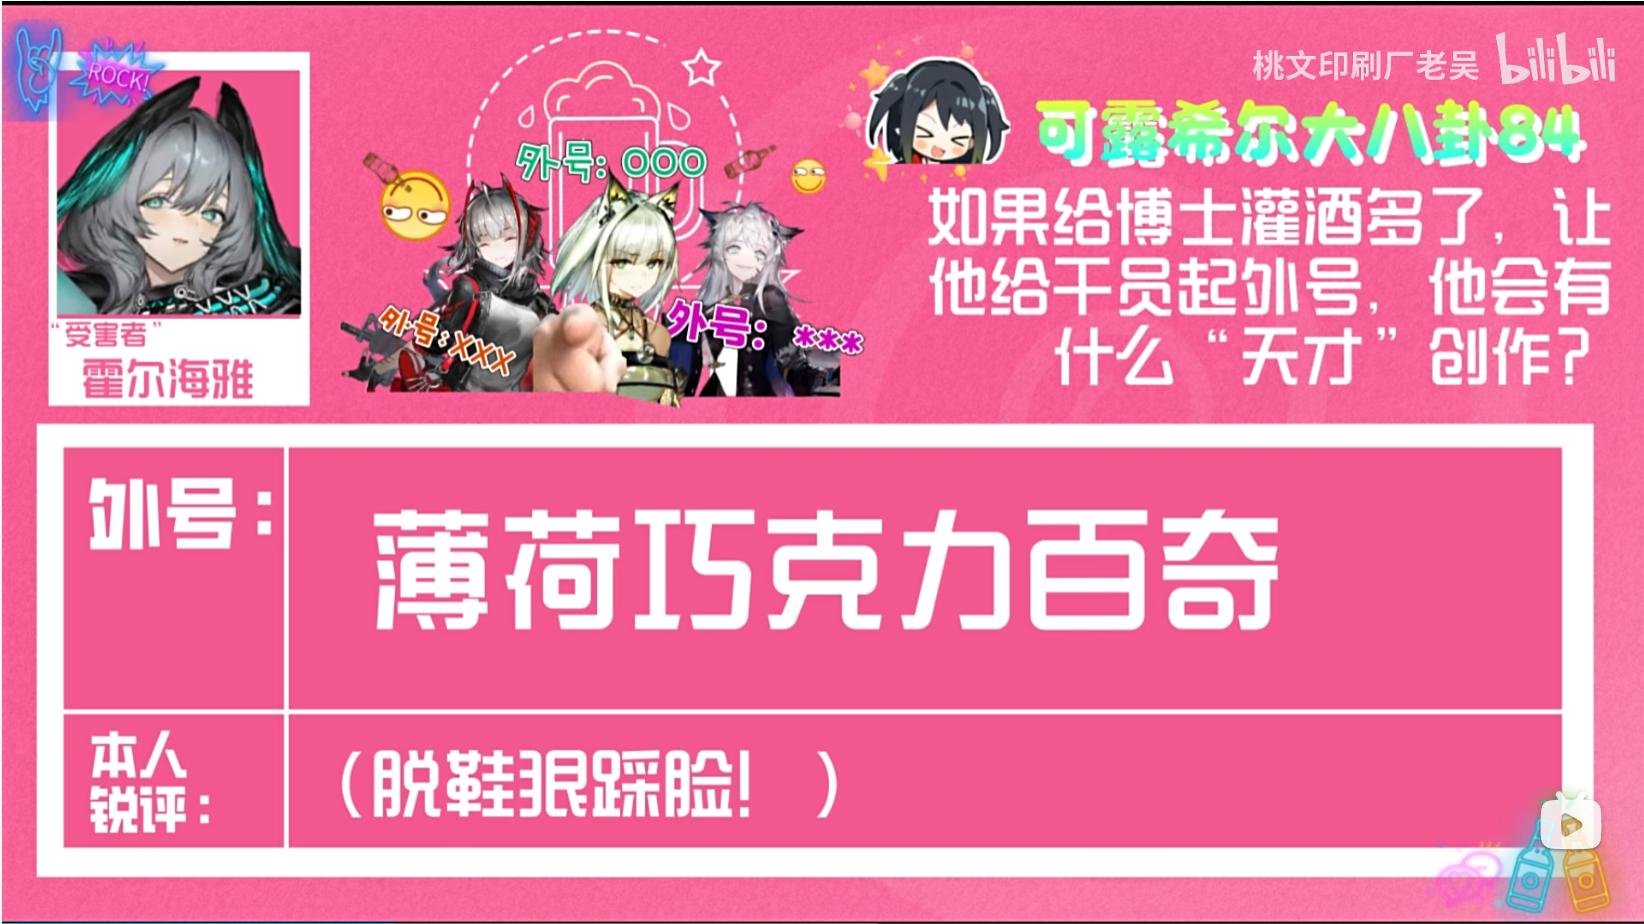 ROCK!
桃文印刷厂老吴 bilibili
可露希尔大八卦84
如果给博士灌酒多了，让
他给干员起外号，他会有
什么“天才”创作？
外号：OOO
外号：XXX
外号：***
“受害者”
霍尔海雅
外号：
薄荷巧克力百奇
本人
锐评：
（脱鞋狠踩脸！）